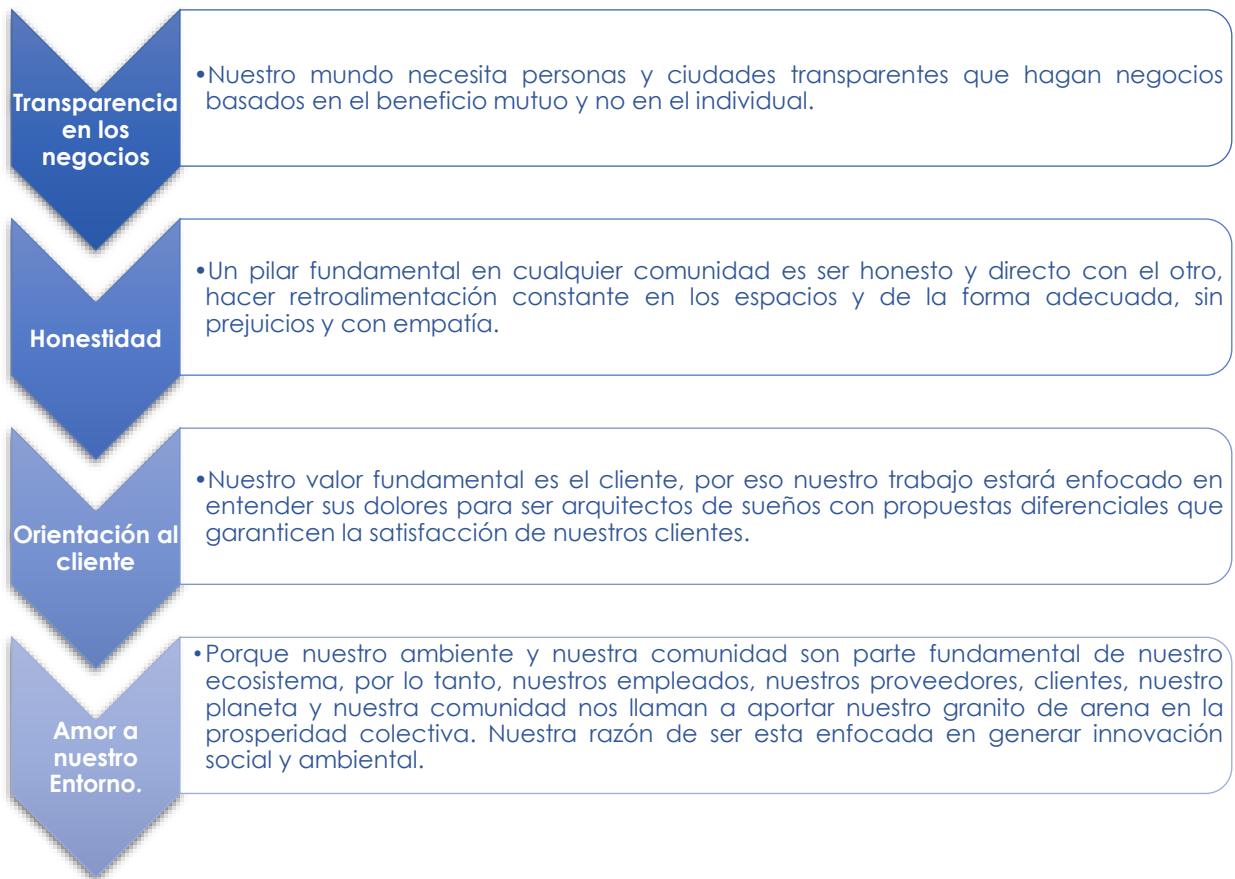 Transparencia
en los
negocios
•Nuestro mundo necesita personas y ciudades transparentes que hagan negocios
basados en el beneficio mutuo y no en el individual.
Honestidad
•Un pilar fundamental en cualquier comunidad es ser honesto y directo con el otro,
hacer retroalimentación constante en los espacios y de la forma adecuada, sin
prejuicios y con empatía.
Orientación al
cliente
•Nuestro valor fundamental es el cliente, por eso nuestro trabajo estará enfocado en
entender sus dolores para ser arquitectos de sueños con propuestas diferenciales que
garanticen la satisfacción de nuestros clientes.
Amor a
nuestro
Entorno.
•Porque nuestro ambiente y nuestra comunidad son parte fundamental de nuestro
ecosistema, por lo tanto, nuestros empleados, nuestros proveedores, clientes, nuestro
planeta y nuestra comunidad nos llaman a aportar nuestro granito de arena en la
prosperidad colectiva. Nuestra razón de ser esta enfocada en generar innovación
social y ambiental.